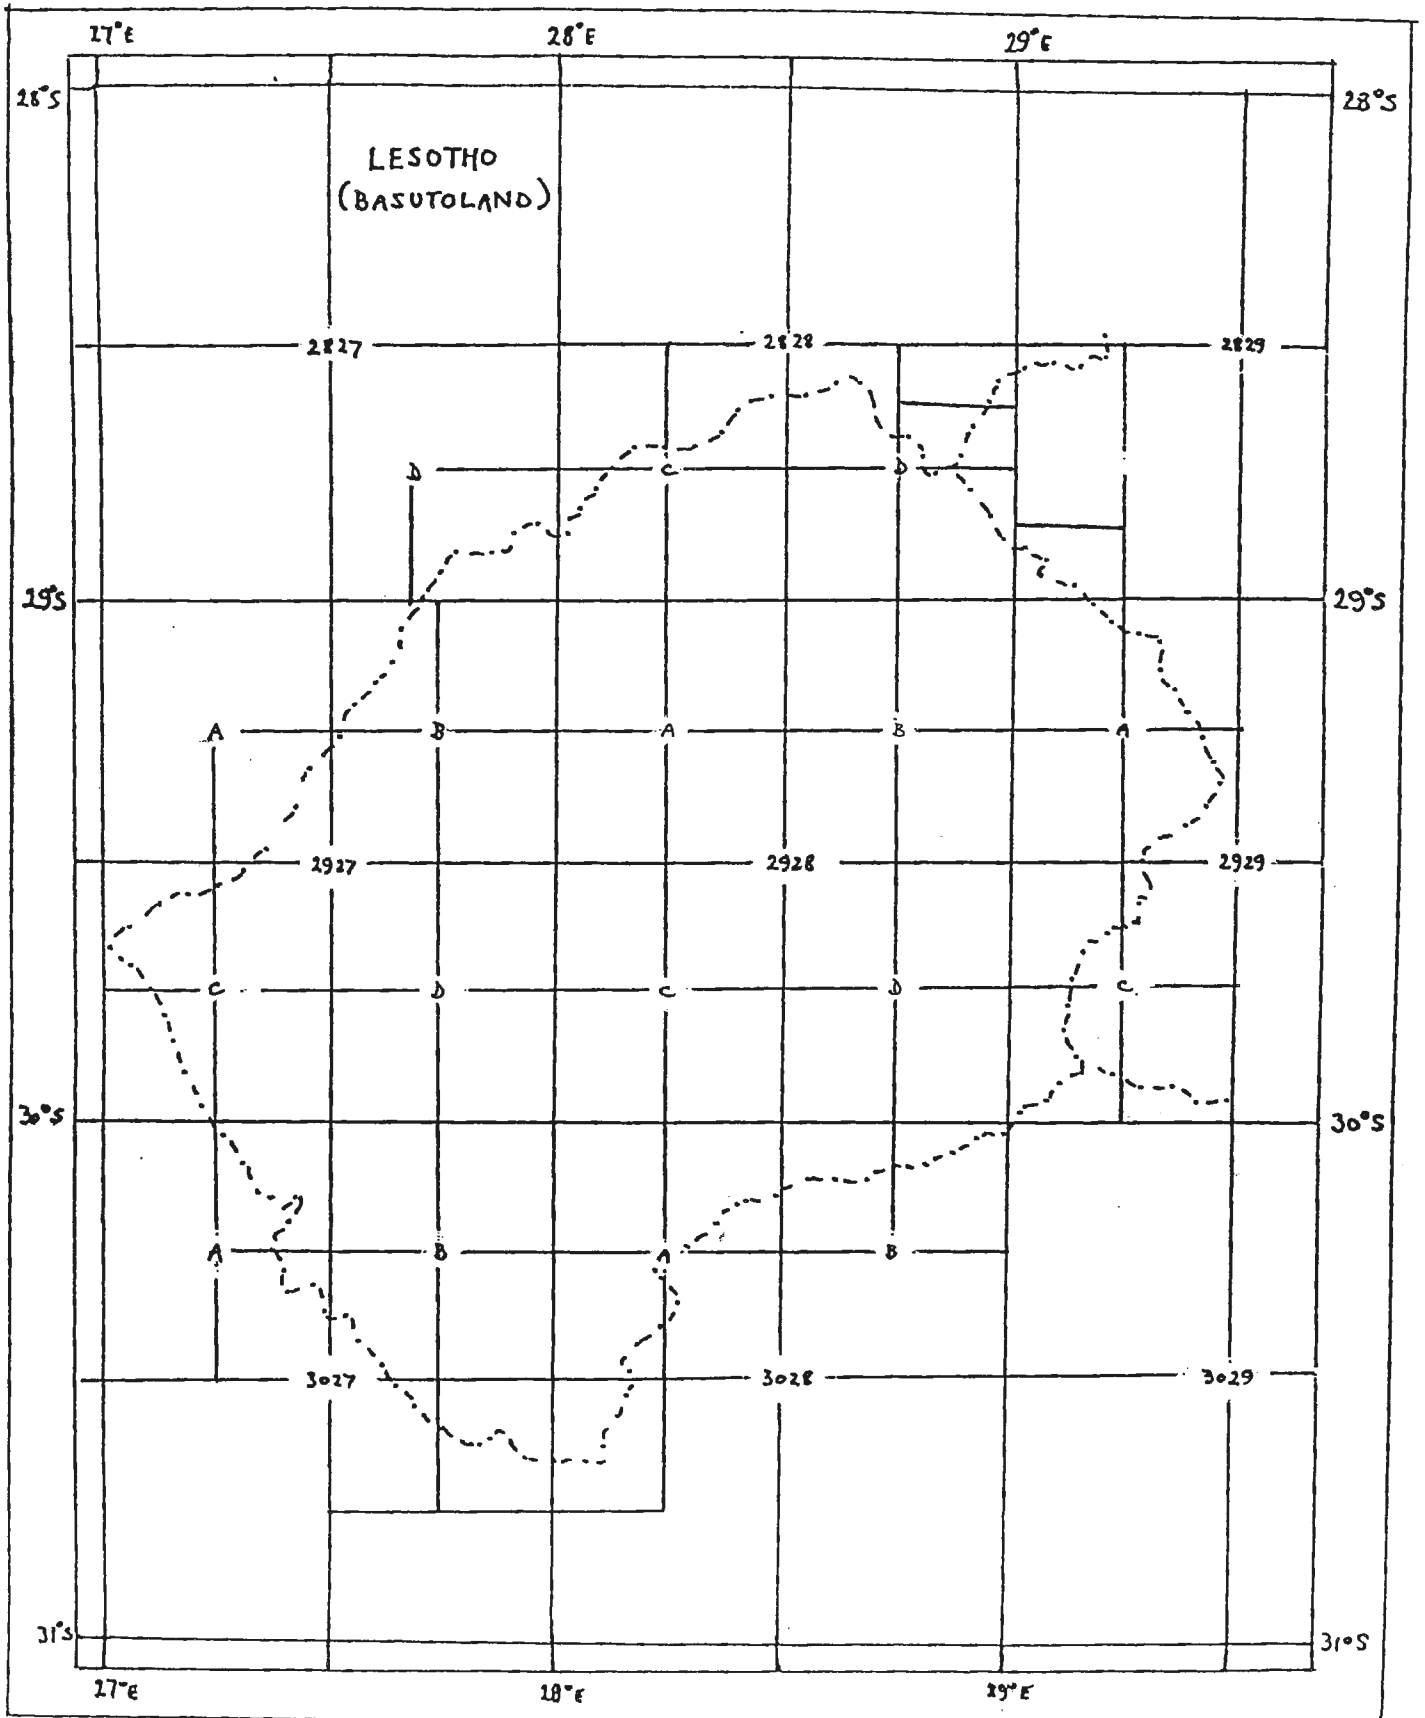 27°E 28°E 29°E
28°S 28°S
LESOTHO
(BASUTOLAND)
2827 2828 2829
D C D
29°S 29°S
A B A B A
2927 2928 2929
C D C D C
30°S 30°S
A B A B
3027 3028 3029
31°S 31°S
27°E 28°E 29°E